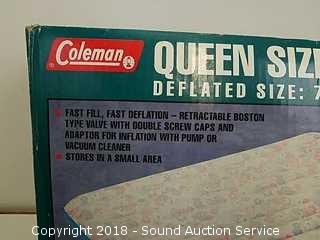 Coleman
QUEEN SIZ
DEFLATED SIZE: 7
• FAST FILL, FAST DEFLATION – RETRACTABLE BOSTON
TYPE VALVE WITH DOUBLE SCREW CAPS AND
ADAPTOR FOR INFLATION WITH PUMP OR
VACUUM CLEANER
• STORES IN A SMALL AREA
Copyright 2018 - Sound Auction Service